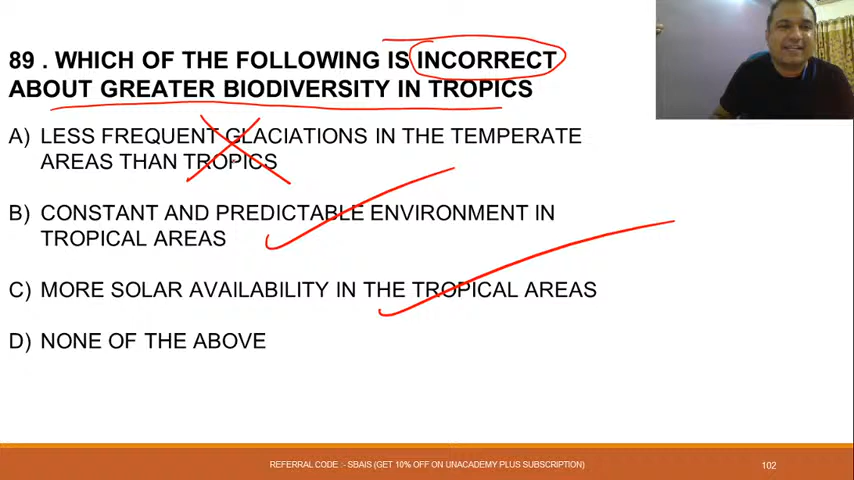 89 . WHICH OF THE FOLLOWING IS INCORRECT
ABOUT GREATER BIODIVERSITY IN TROPICS
A) LESS FREQUENT GLACIATIONS IN THE TEMPERATE
AREAS THAN TROPICS
B) CONSTANT AND PREDICTABLE ENVIRONMENT IN
TROPICAL AREAS
C) MORE SOLAR AVAILABILITY IN THE TROPICAL AREAS
D) NONE OF THE ABOVE
REFERRAL CODE :- SBAIS (GET 10% OFF ON UNACADEMY PLUS SUBSCRIPTION)
102